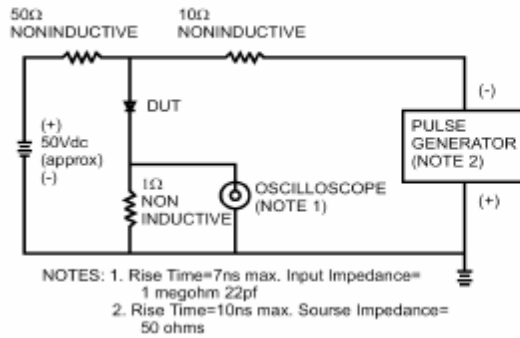 50Ω
NONINDUCTIVE
10Ω
NONINDUCTIVE
DUT
(+)
50Vdc
(approx)
(-)
1Ω
NON
INDUCTIVE
OSCILLOSCOPE
(NOTE 1)
(-)
PULSE
GENERATOR
(NOTE 2)
(+)
NOTES: 1. Rise Time=7ns max. Input Impedance=
1 megohm 22pf
2. Rise Time=10ns max. Sourse Impedance=
50 ohms